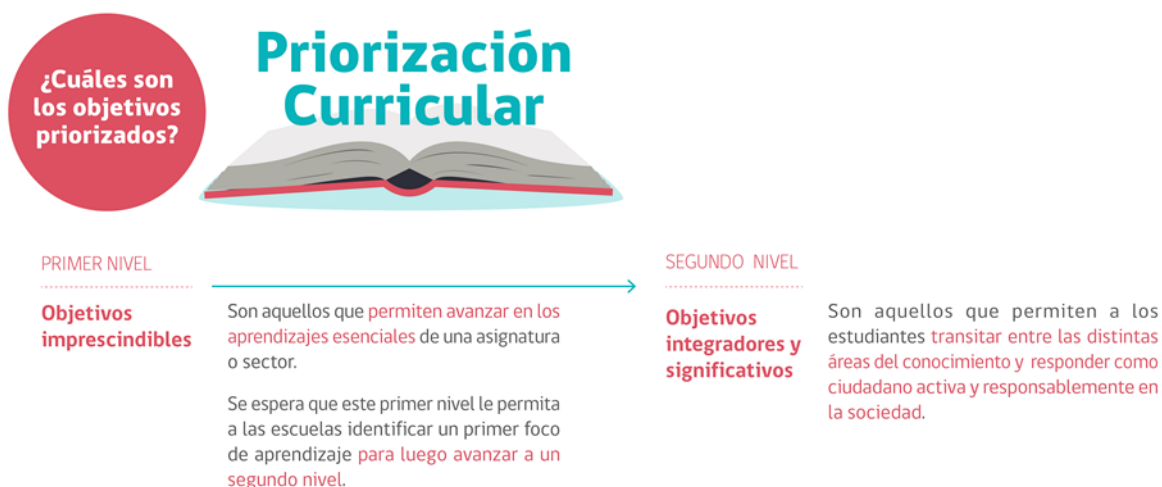 ¿Cuáles son
los objetivos
priorizados?
Priorización
Curricular
PRIMER NIVEL
Objetivos
imprescindibles
Son aquellos que permiten avanzar en los
aprendizajes esenciales de una asignatura
o sector.
Se espera que este primer nivel le permita
a las escuelas identificar un primer foco
de aprendizaje para luego avanzar a un
segundo nivel.
SEGUNDO NIVEL
Objetivos
integradores y
significativos
Son aquellos que permiten a los
estudiantes transitar entre las distintas
áreas del conocimiento y responder como
ciudadano activa y responsablemente en
la sociedad.